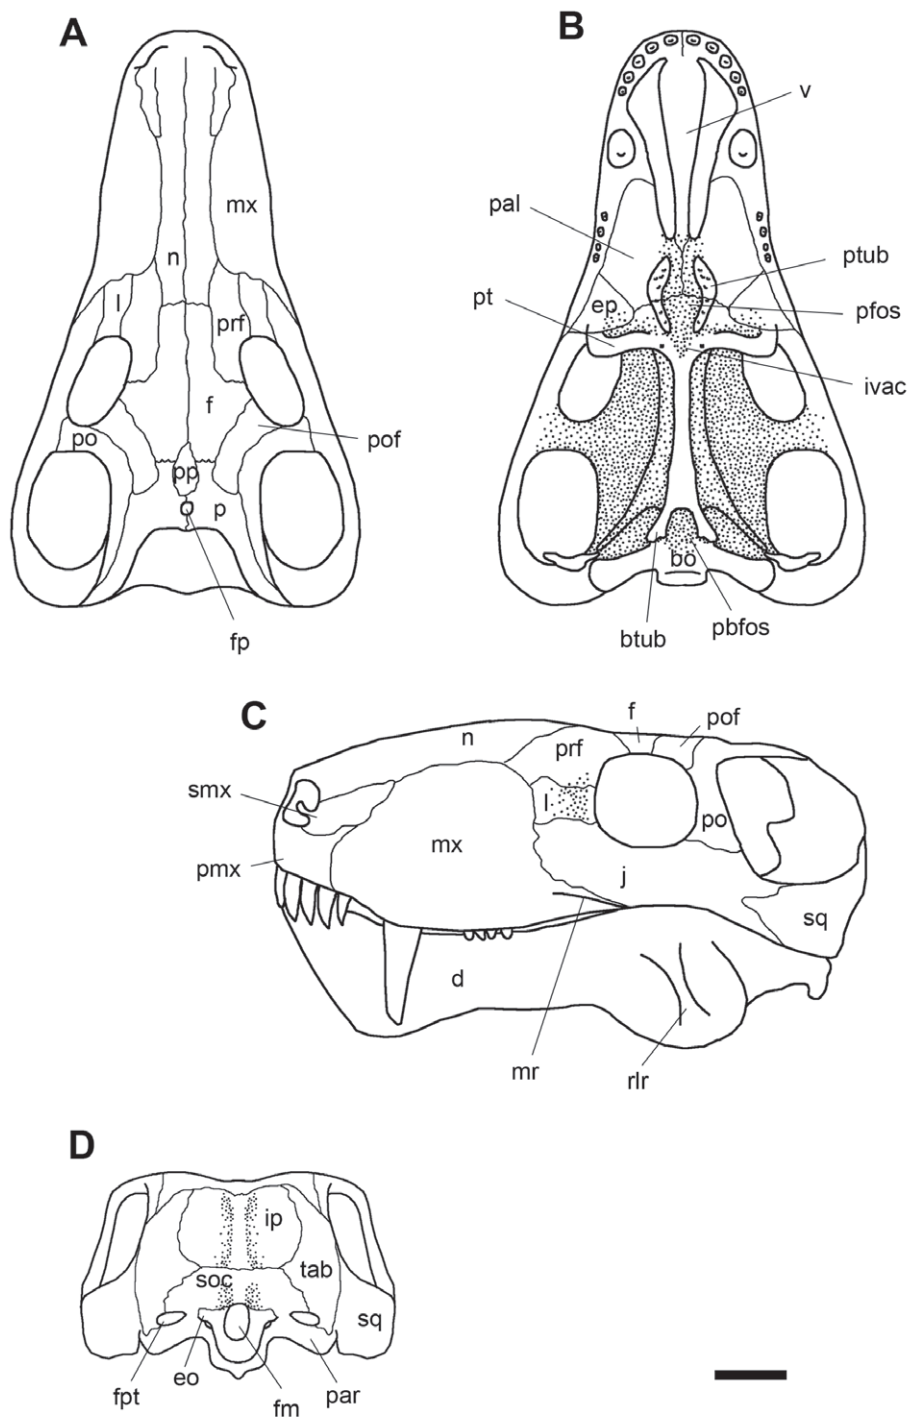 A
mx
n
l
prf
f
po
pof
pp
p
fp
B
v
pal
ptub
pt
ep
pfos
ivac
bo
btub
pbfos
C
n
f
pof
prf
smx
l
po
mx
pmx
j
sq
d
mr
rlr
D
ip
soc
tab
sq
fpt
eo
fm
par